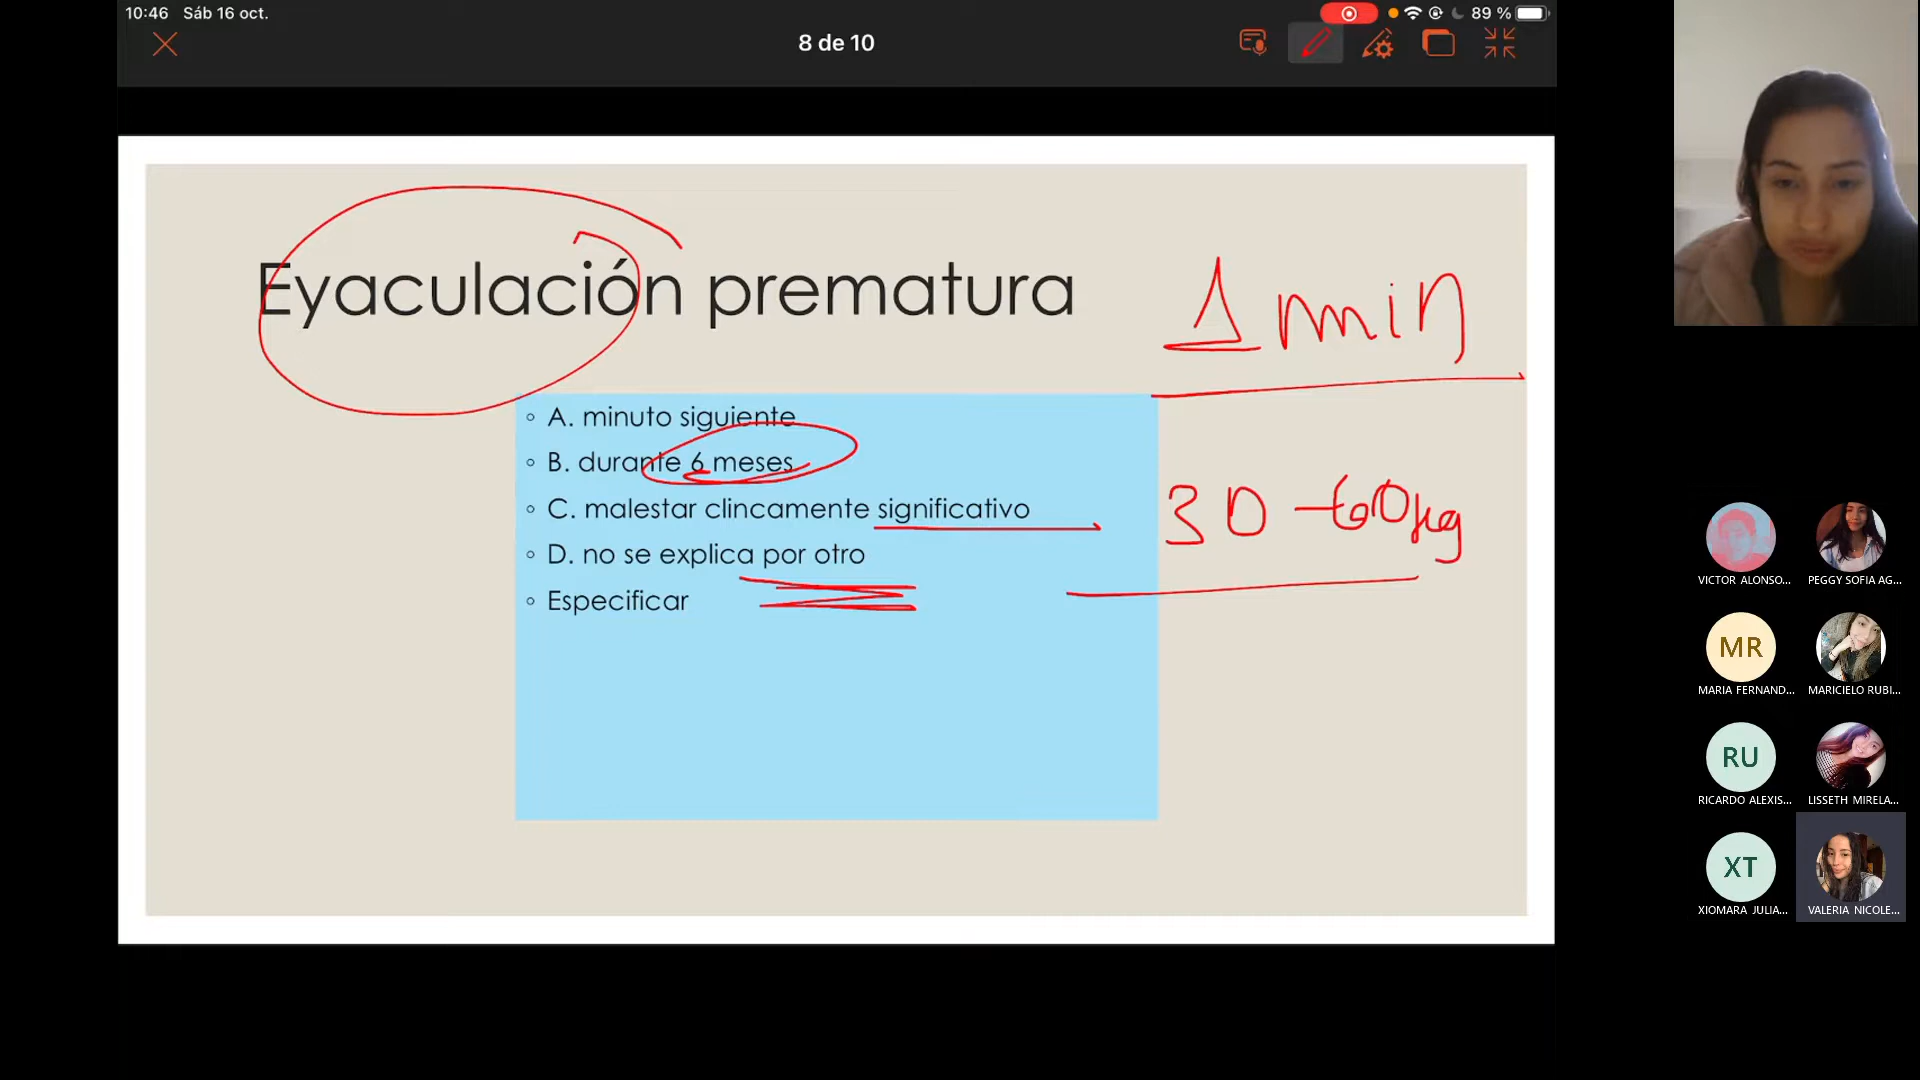 10:46 Sáb 16 oct.
89 %
8 de 10
Eyaculación prematura
1 min
◦ A. minuto siguiente
◦ B. durante 6 meses
◦ C. malestar clincamente significativo
◦ D. no se explica por otro
◦ Especificar
30-60
VICTOR ALONSO... PEGGY SOFIA AG...
MR
MARIA FERNAND... MARICIELO RUBI...
RU
RICARDO ALEXIS... LISSETH MIRELA...
XT
XIOMARA JULIA... VALERIA NICOLE...